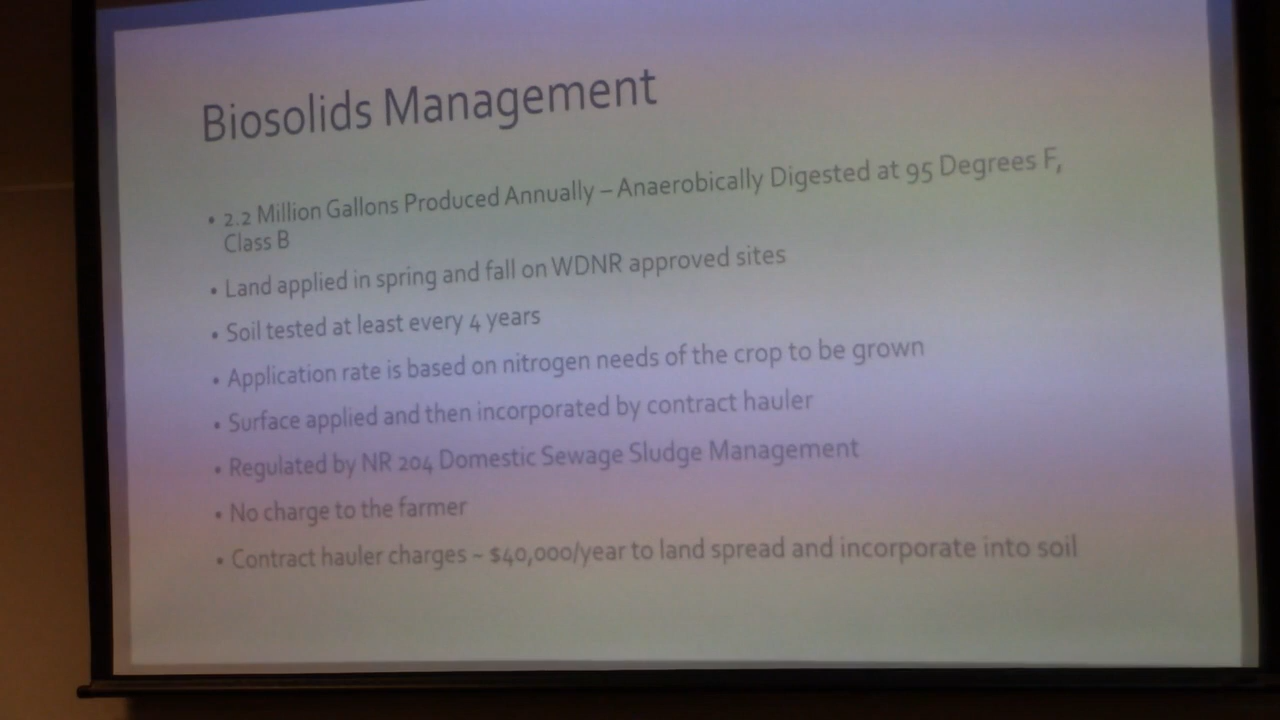 Biosolids Management
• 2.2 Million Gallons Produced Annually – Anaerobically Digested at 95 Degrees F,
Class B
• Land applied in spring and fall on WDNR approved sites
• Soil tested at least every 4 years
• Application rate is based on nitrogen needs of the crop to be grown
• Surface applied and then incorporated by contract hauler
• Regulated by NR 204 Domestic Sewage Sludge Management
• No charge to the farmer
• Contract hauler charges ~ $40,000/year to land spread and incorporate into soil